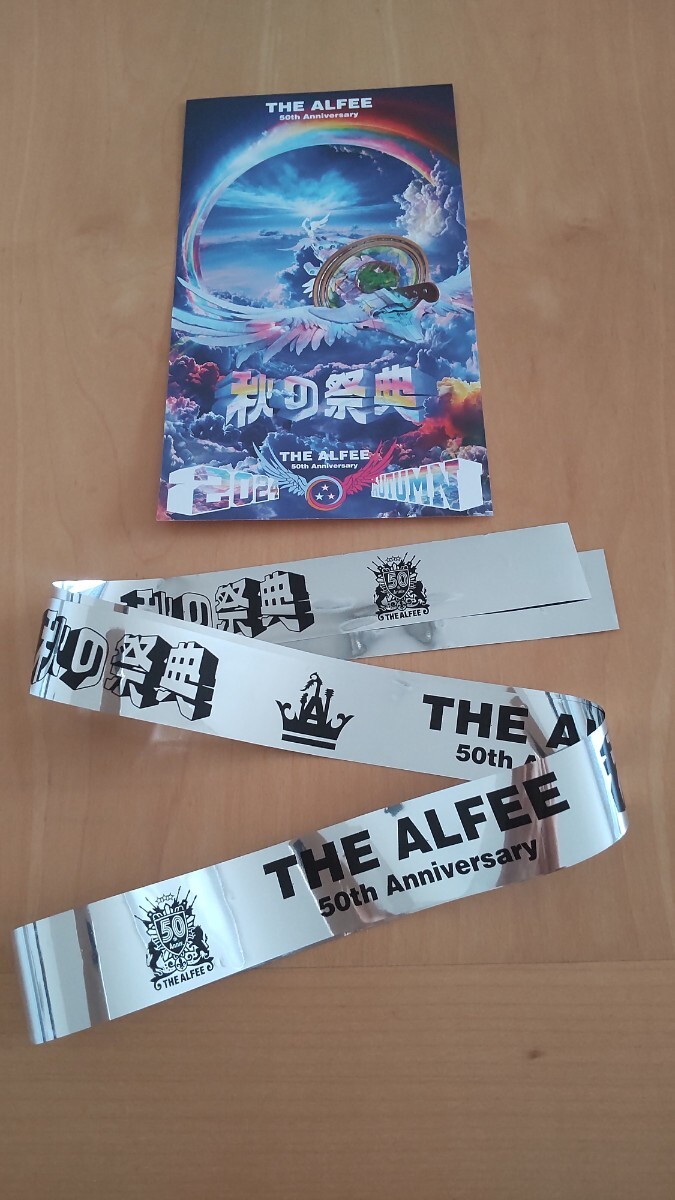 THE ALFEE
50th Anniversary
秋の祭典
THE ALFEE
50th Anniversary
2024
AUTUMN
秋の祭典
50
THE ALFEE
秋の祭典
A
THE A
50th A
THE ALFEE
50th Anniversary
50
Anniv
THE ALFEE